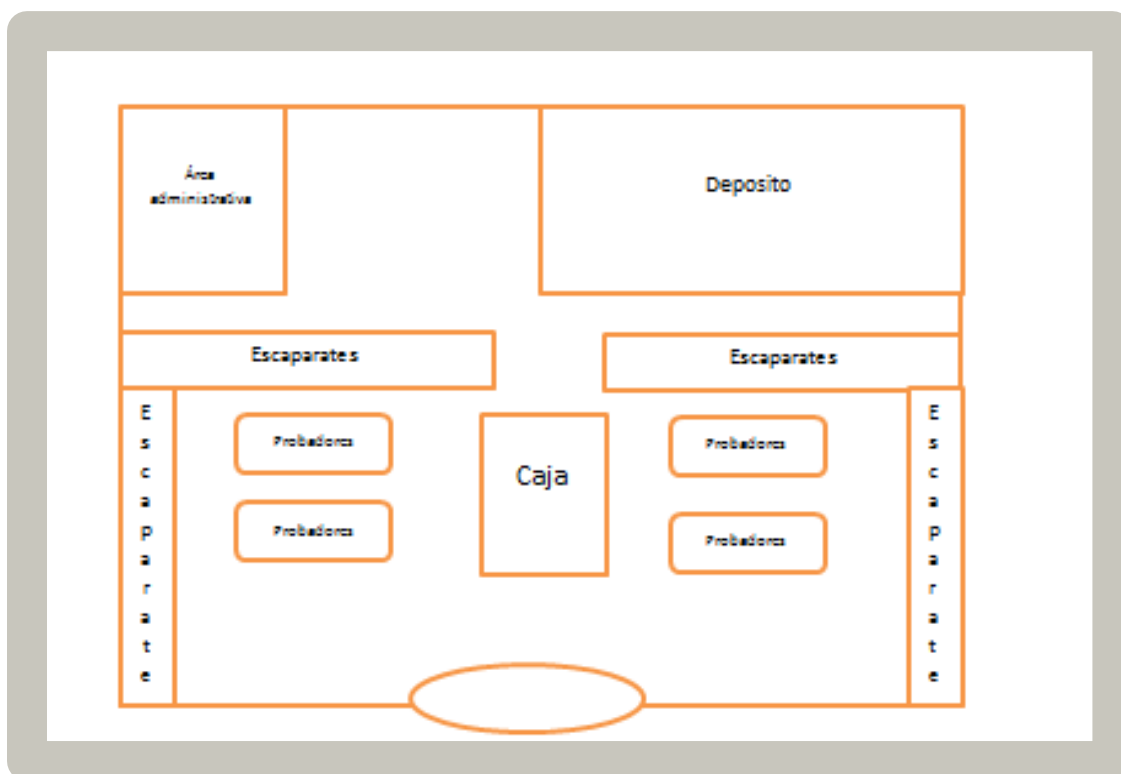 Área
administrativa
Deposito
Escaparates
Escaparates
Escaparate
Probadores
Probadores
Caja
Probadores
Probadores
Escaparate